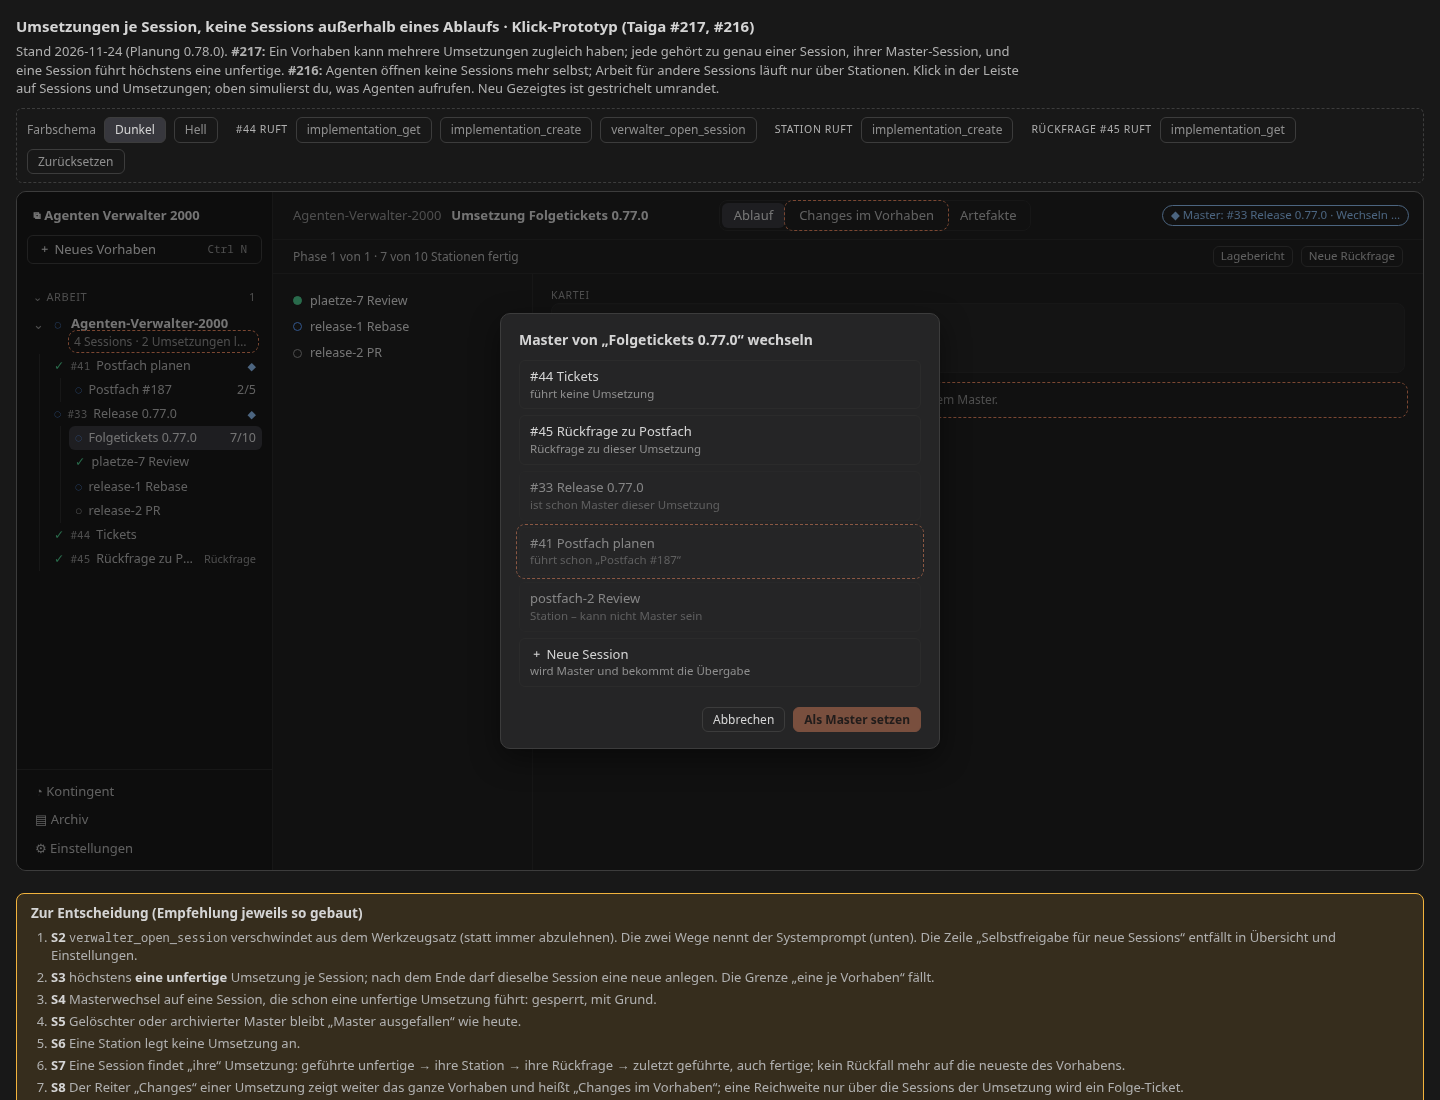 Umsetzungen je Session, keine Sessions außerhalb eines Ablaufs · Klick-Prototyp (Taiga #217, #216)
Stand 2026-11-24 (Planung 0.78.0). #217: Ein Vorhaben kann mehrere Umsetzungen zugleich haben; jede gehört zu genau einer Session, ihrer Master-Session, und
eine Session führt höchstens eine unfertige. #216: Agenten öffnen keine Sessions mehr selbst; Arbeit für andere Sessions läuft nur über Stationen. Klick in der Leiste
auf Sessions und Umsetzungen; oben simulierst du, was Agenten aufrufen. Neu Gezeigtes ist gestrichelt umrandet.
Farbschema Dunkel Hell #44 RUFT implementation_get implementation_create verwalter_open_session STATION RUFT implementation_create RÜCKFRAGE #45 RUFT implementation_get
Zurücksetzen
Agenten Verwalter 2000
+ Neues Vorhaben Ctrl N
ARBEIT 1
Agenten-Verwalter-2000
4 Sessions · 2 Umsetzungen l…
✓ #41 Postfach planen ◆
Postfach #187 2/5
#33 Release 0.77.0 ◆
Folgetickets 0.77.0 7/10
✓ plaetze-7 Review
release-1 Rebase
release-2 PR
✓ #44 Tickets
✓ #45 Rückfrage zu P… Rückfrage
Kontingent
Archiv
Einstellungen
Agenten-Verwalter-2000 Umsetzung Folgetickets 0.77.0 Ablauf Changes im Vorhaben Artefakte ◆ Master: #33 Release 0.77.0 · Wechseln …
Phase 1 von 1 · 7 von 10 Stationen fertig Lagebericht Neue Rückfrage
plaetze-7 Review
release-1 Rebase
release-2 PR
KARTEI
em Master.
Master von „Folgetickets 0.77.0“ wechseln
#44 Tickets
führt keine Umsetzung
#45 Rückfrage zu Postfach
Rückfrage zu dieser Umsetzung
#33 Release 0.77.0
ist schon Master dieser Umsetzung
#41 Postfach planen
führt schon „Postfach #187“
postfach-2 Review
Station – kann nicht Master sein
+ Neue Session
wird Master und bekommt die Übergabe
Abbrechen Als Master setzen
Zur Entscheidung (Empfehlung jeweils so gebaut)
1. S2 verwalter_open_session verschwindet aus dem Werkzeugsatz (statt immer abzulehnen). Die zwei Wege nennt der Systemprompt (unten). Die Zeile „Selbstfreigabe für neue Sessions“ entfällt in Übersicht und
Einstellungen.
2. S3 höchstens eine unfertige Umsetzung je Session; nach dem Ende darf dieselbe Session eine neue anlegen. Die Grenze „eine je Vorhaben“ fällt.
3. S4 Masterwechsel auf eine Session, die schon eine unfertige Umsetzung führt: gesperrt, mit Grund.
4. S5 Gelöschter oder archivierter Master bleibt „Master ausgefallen“ wie heute.
5. S6 Eine Station legt keine Umsetzung an.
6. S7 Eine Session findet „ihre“ Umsetzung: geführte unfertige → ihre Station → ihre Rückfrage → zuletzt geführte, auch fertige; kein Rückfall mehr auf die neueste des Vorhabens.
7. S8 Der Reiter „Changes“ einer Umsetzung zeigt weiter das ganze Vorhaben und heißt „Changes im Vorhaben“; eine Reichweite nur über die Sessions der Umsetzung wird ein Folge-Ticket.